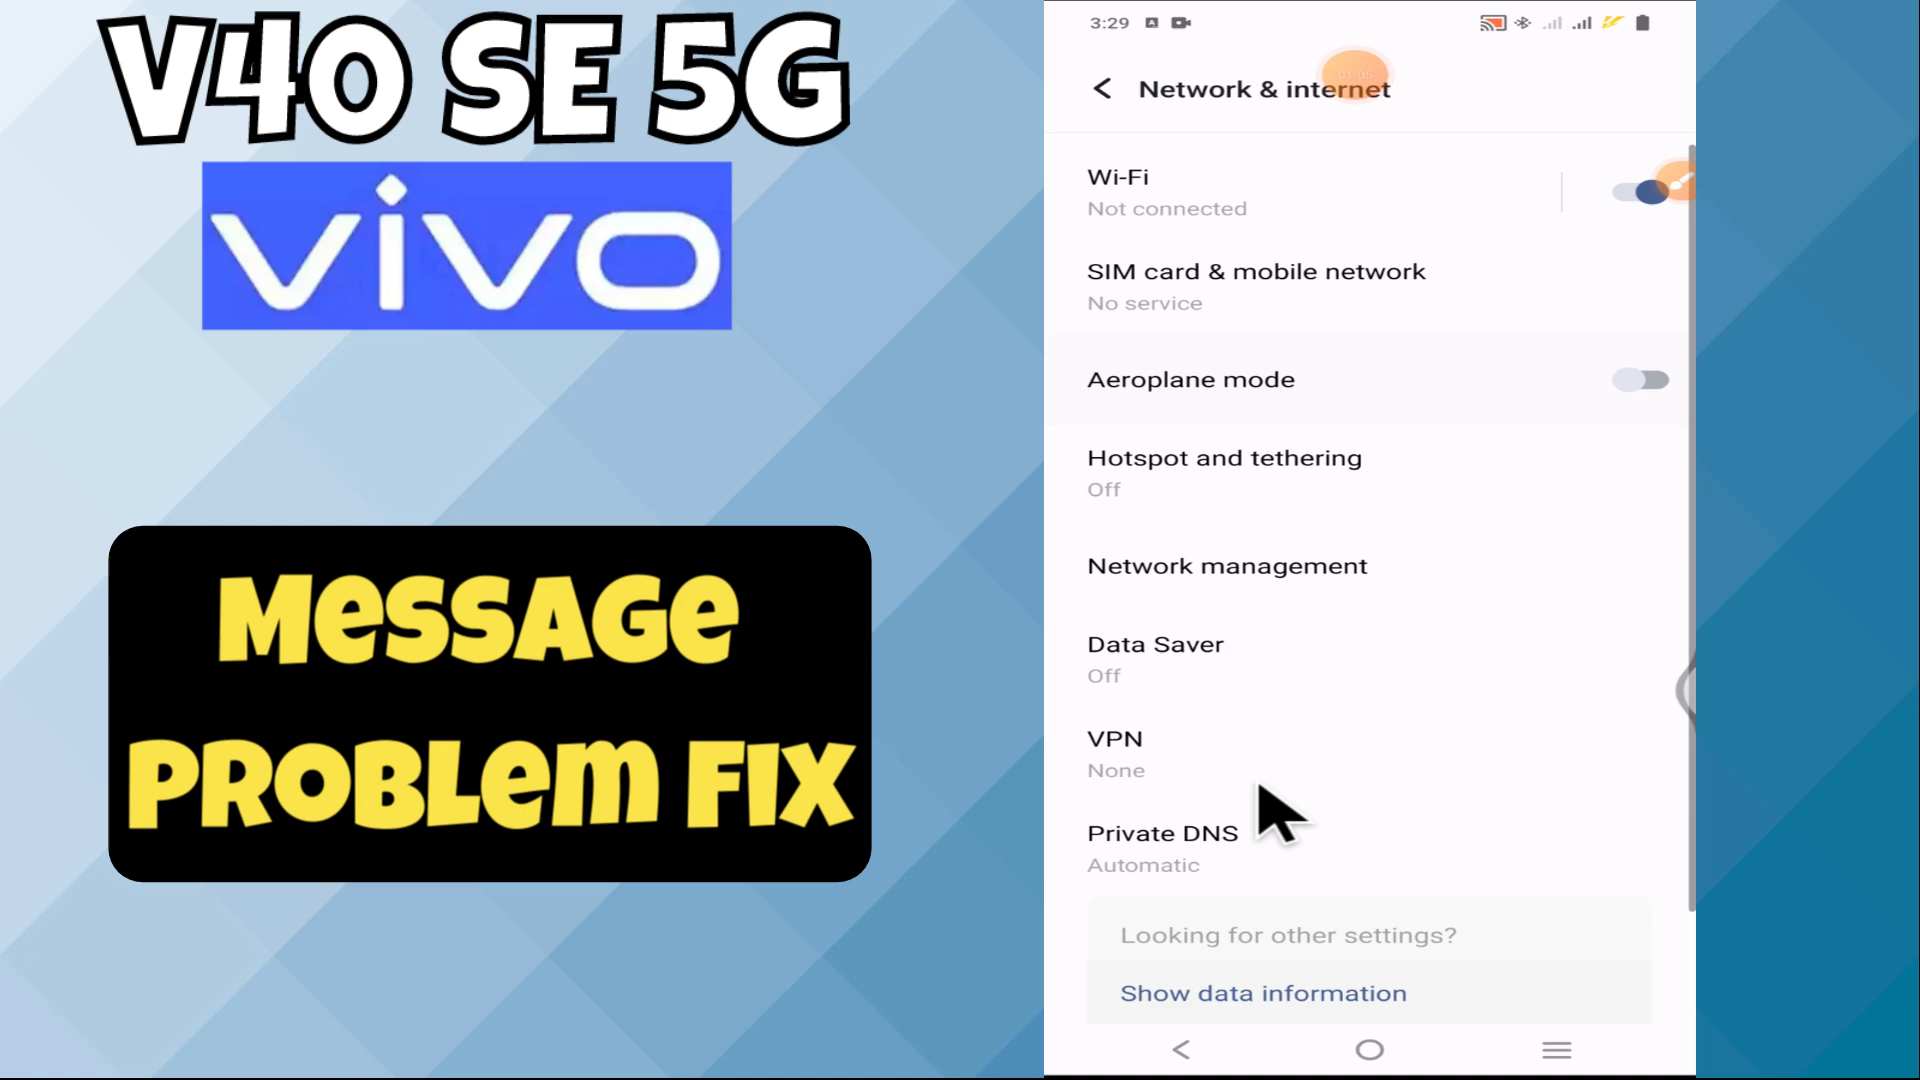 V40 SE 5G
vivo
MESSAGE
PROBLEM FIX
3:29
01:05
Network & internet
Wi-Fi
Not connected
SIM card & mobile network
No service
Aeroplane mode
Hotspot and tethering
Off
Network management
Data Saver
Off
VPN
None
Private DNS
Automatic
Looking for other settings?
Show data information